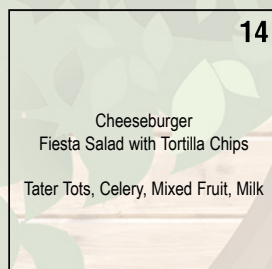 14
Cheeseburger
Fiesta Salad with Tortilla Chips
Tater Tots, Celery, Mixed Fruit, Milk